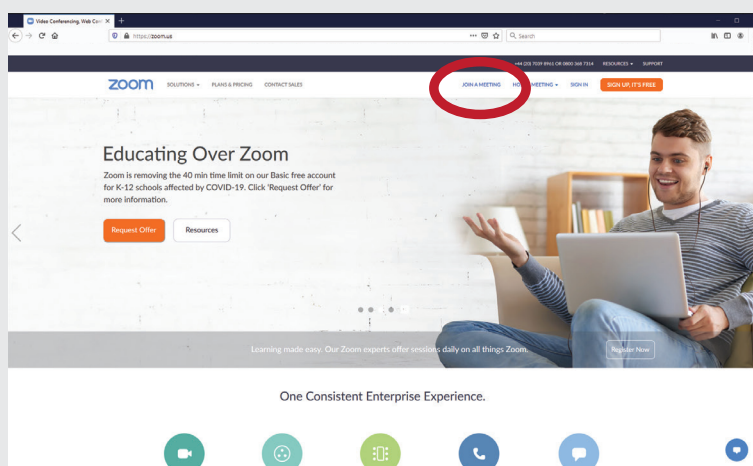 Video Conferencing, Web Con
https://zoom.us
Search
+44 (20) 7039 8961 OR 0800 368 7314 RESOURCES SUPPORT
zoom SOLUTIONS PLANS & PRICING CONTACT SALES JOIN A MEETING MEETING SIGN IN SIGN UP, IT'S FREE
Educating Over Zoom
Zoom is removing the 40 min time limit on our Basic free account
for K-12 schools affected by COVID-19. Click 'Request Offer' for
more information.
Request Offer Resources
Learning made easy. Our Zoom experts offer sessions daily on all things Zoom. Register Now
One Consistent Enterprise Experience.